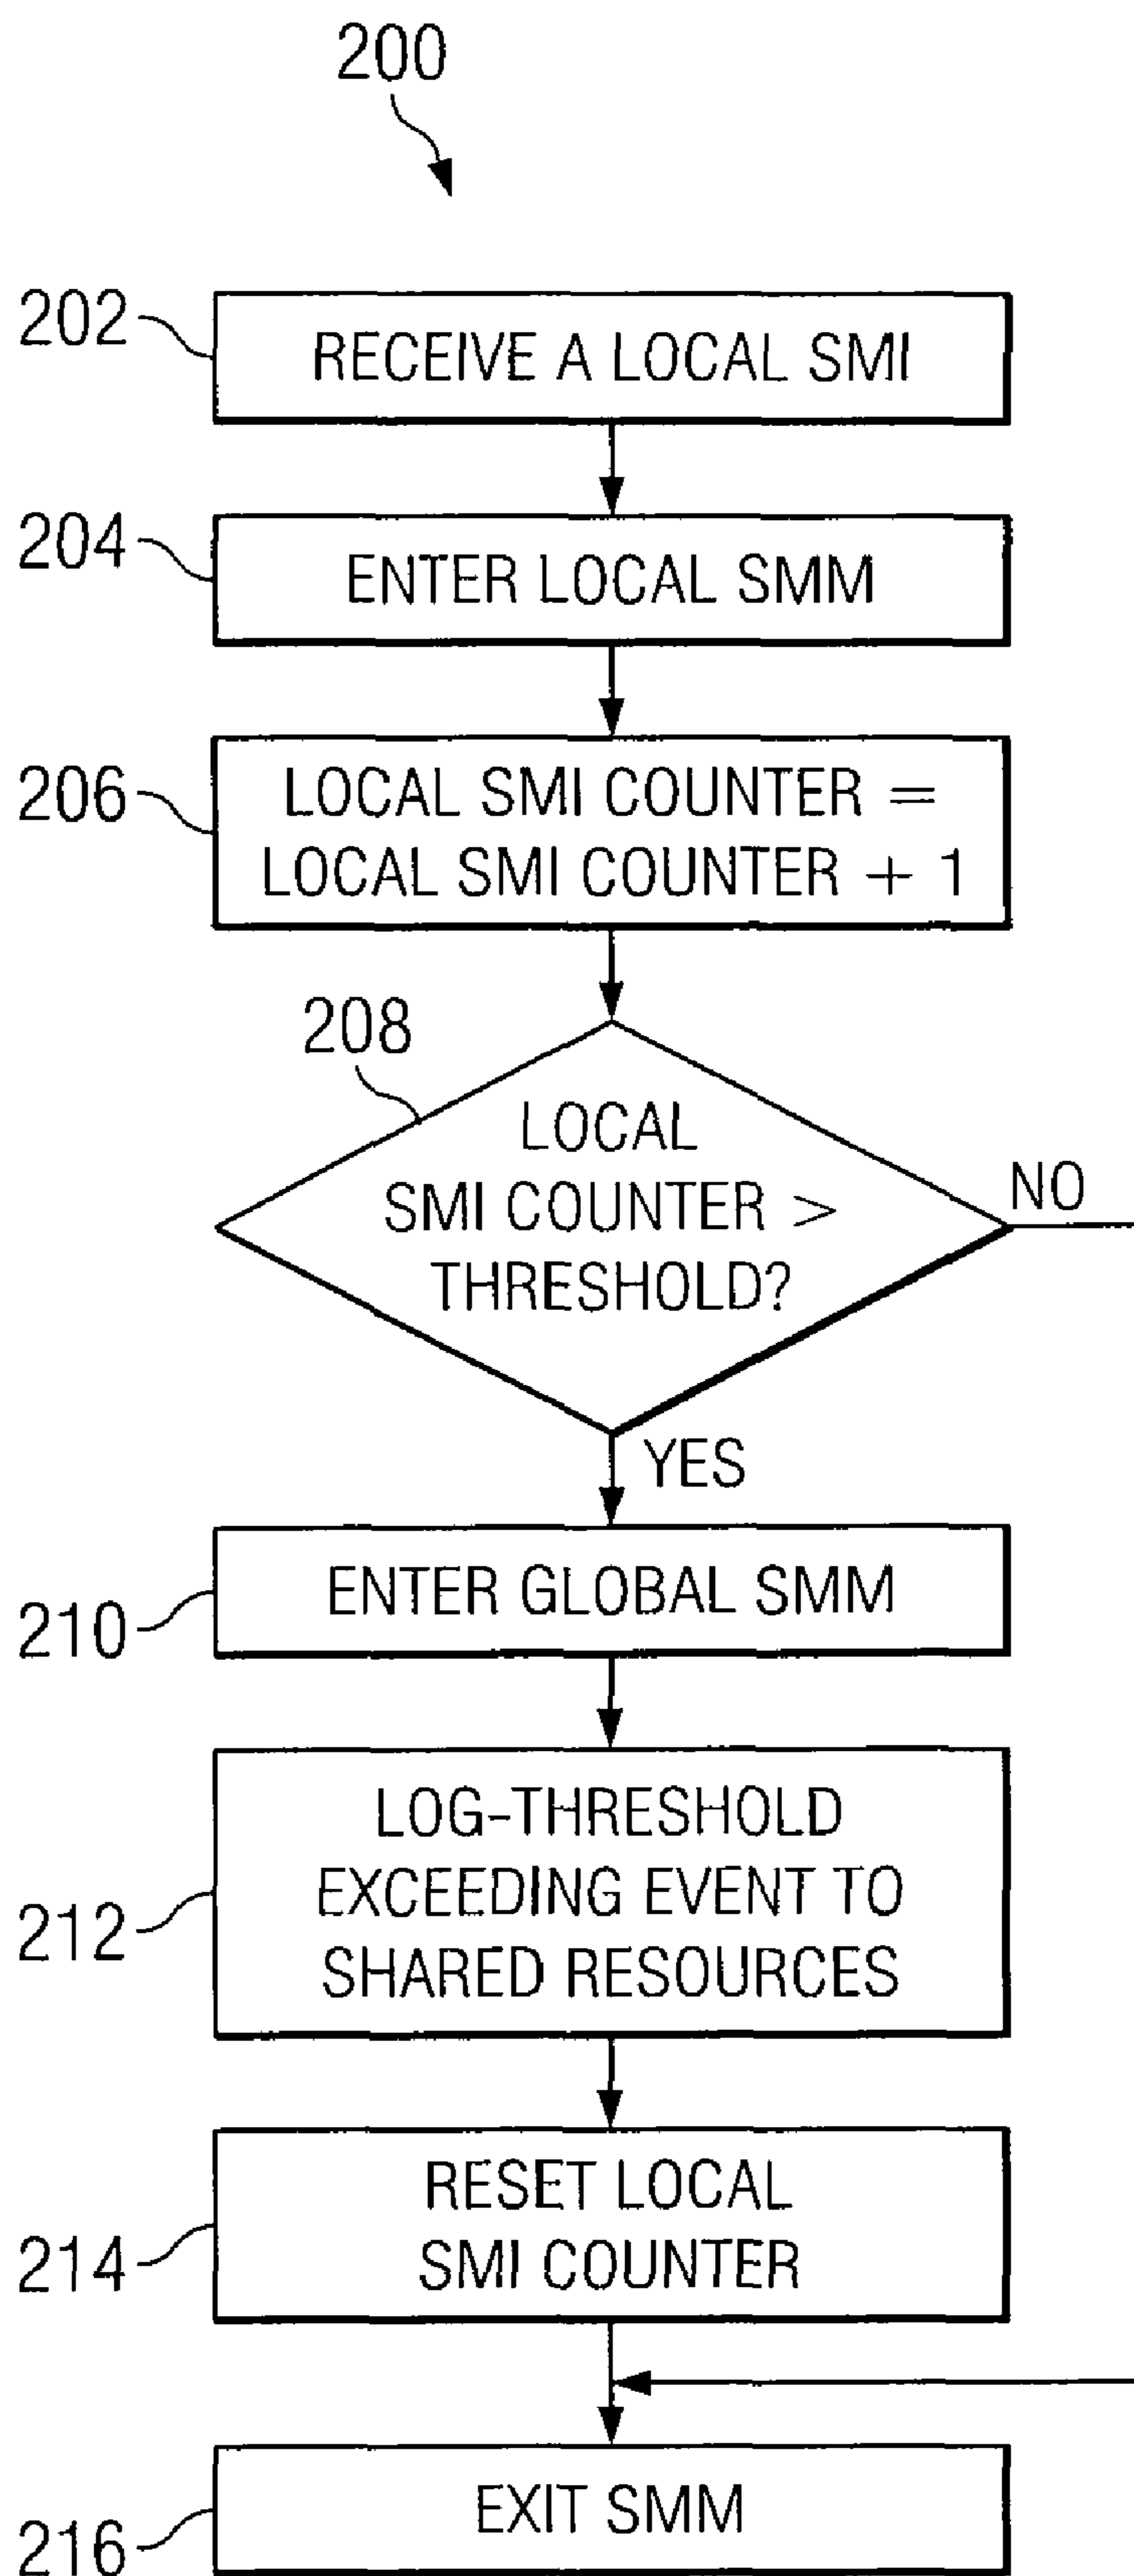 200
202
RECEIVE A LOCAL SMI
204
ENTER LOCAL SMM
206
LOCAL SMI COUNTER =
LOCAL SMI COUNTER + 1
208
LOCAL
SMI COUNTER >
THRESHOLD?
NO
YES
210
ENTER GLOBAL SMM
212
LOG-THRESHOLD
EXCEEDING EVENT TO
SHARED RESOURCES
214
RESET LOCAL
SMI COUNTER
216
EXIT SMM